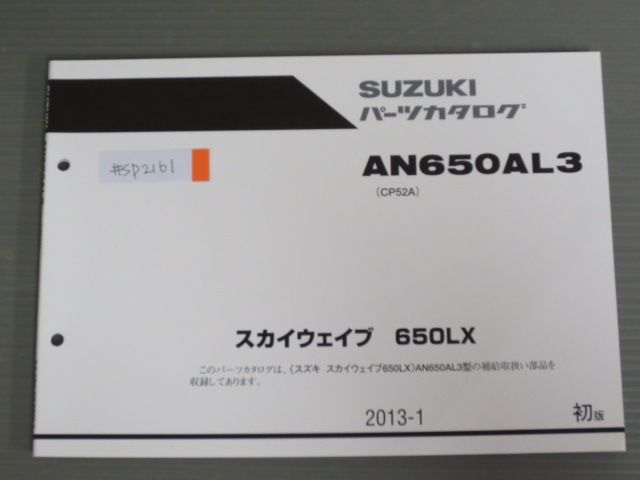 SUZUKI
パーツカタログ
#SP2161
AN650AL3
(CP52A)
スカイウェイブ 650LX
このパーツカタログは、《スズキ スカイウェイブ650LX》AN650AL3型の補給取扱い部品を
収録してあります。
2013-1
初版